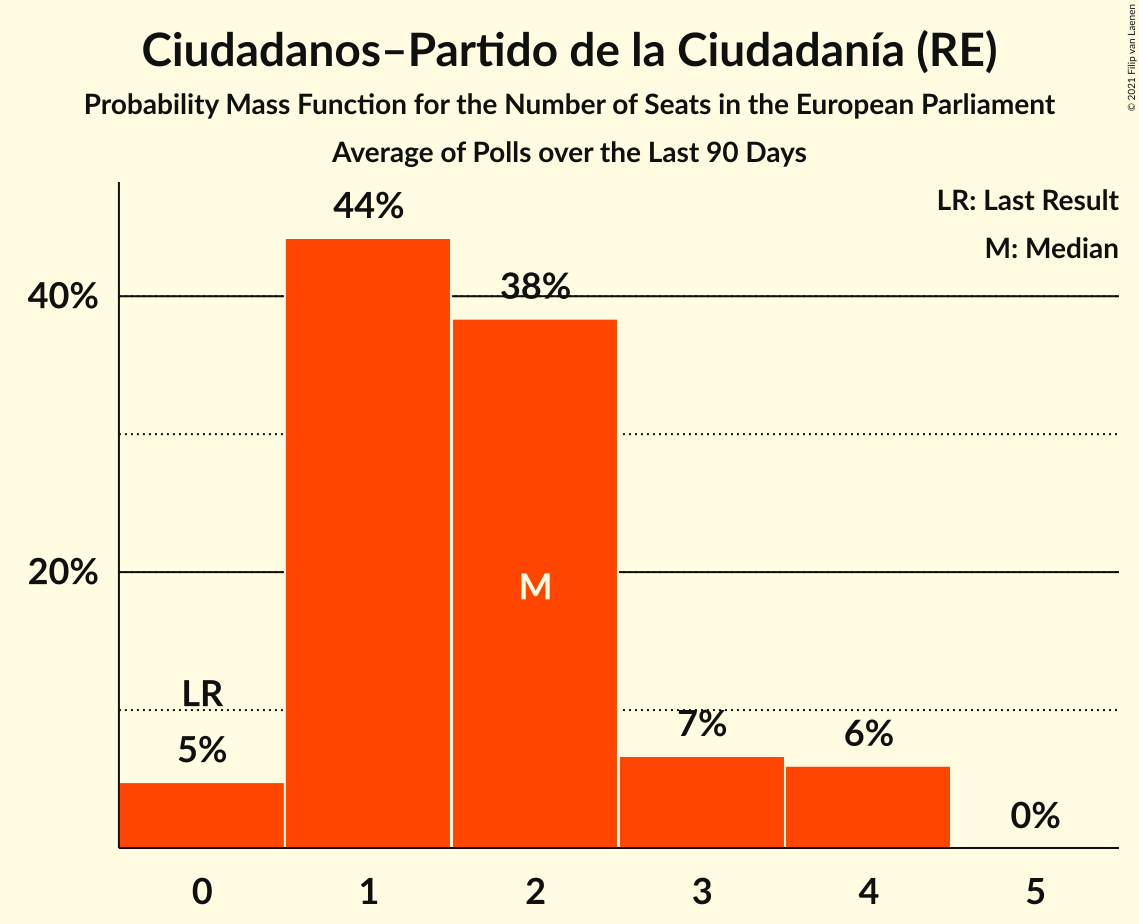 Ciudadanos–Partido de la Ciudadanía (RE)
Probability Mass Function for the Number of Seats in the European Parliament
Average of Polls over the Last 90 Days
© 2021 Filip van Laenen
LR: Last Result
M: Median
44%
38%
40%
20%
M
LR
5%
7%
6%
0%
0 1 2 3 4 5